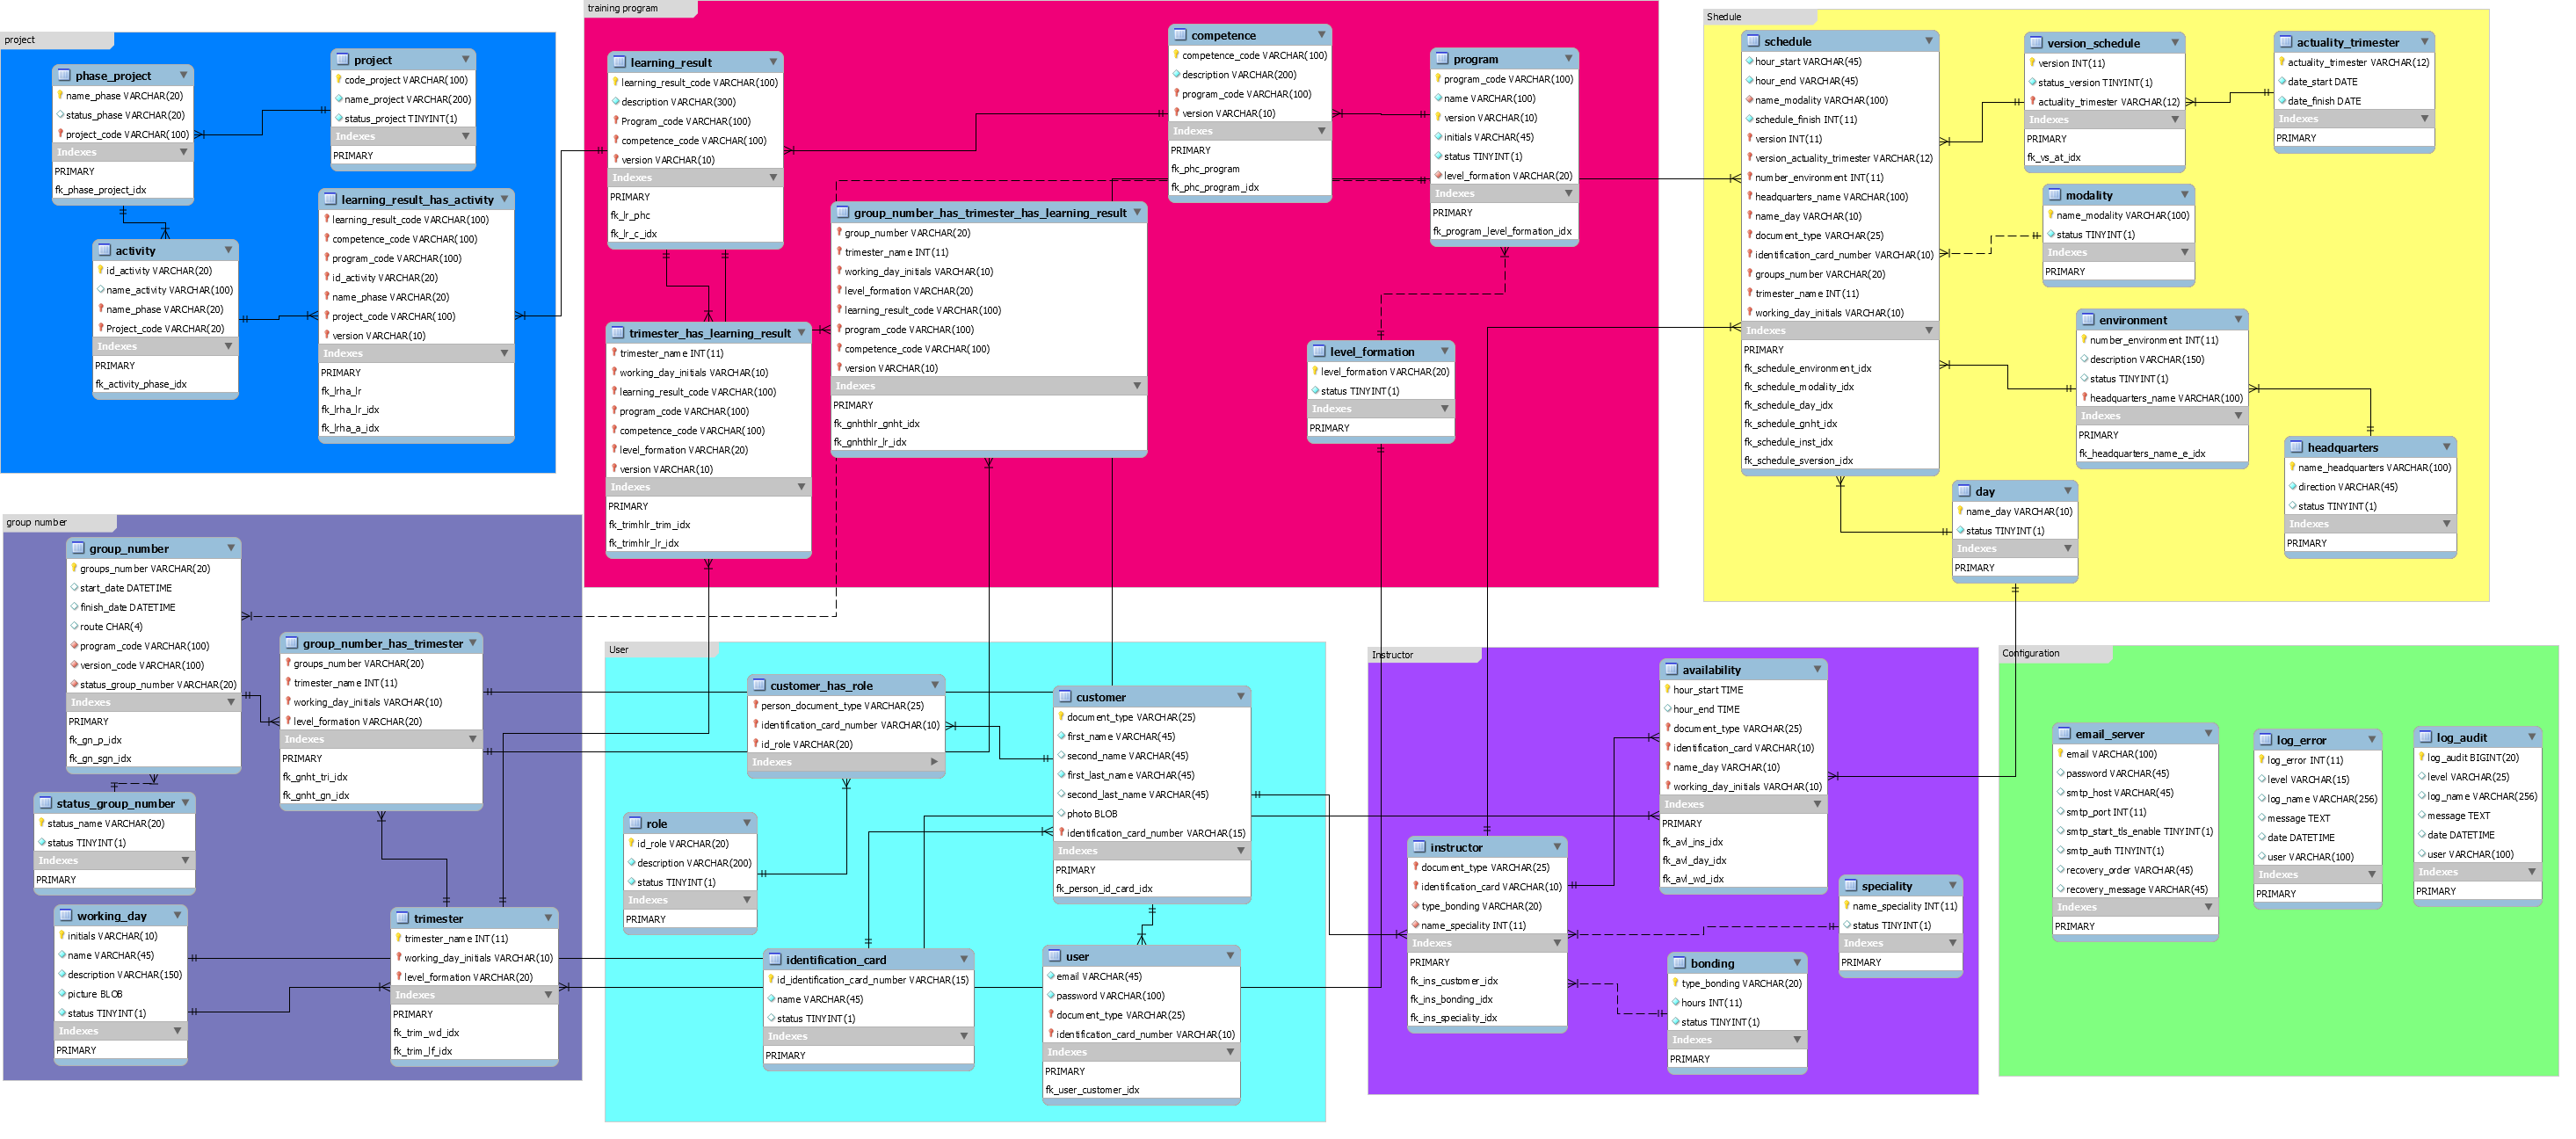 project
phase_project
name_phase VARCHAR(20)
status_phase VARCHAR(20)
project_code VARCHAR(100)
Indexes
PRIMARY
fk_phase_project_idx
project
code_project VARCHAR(100)
name_project VARCHAR(200)
status_project TINYINT(1)
Indexes
PRIMARY
activity
id_activity VARCHAR(20)
name_activity VARCHAR(100)
name_phase VARCHAR(20)
Project_code VARCHAR(20)
Indexes
PRIMARY
fk_activity_phase_idx
learning_result_has_activity
learning_result_code VARCHAR(100)
competence_code VARCHAR(100)
program_code VARCHAR(100)
id_activity VARCHAR(20)
name_phase VARCHAR(20)
project_code VARCHAR(100)
version VARCHAR(10)
Indexes
PRIMARY
fk_lrha_lr
fk_lrha_lr_idx
fk_lrha_a_idx
training program
learning_result
learning_result_code VARCHAR(100)
description VARCHAR(300)
Program_code VARCHAR(100)
competence_code VARCHAR(100)
version VARCHAR(10)
Indexes
PRIMARY
fk_lr_phc
fk_lr_c_idx
competence
competence_code VARCHAR(100)
description VARCHAR(200)
program_code VARCHAR(100)
version VARCHAR(10)
Indexes
PRIMARY
fk_phc_program
fk_phc_program_idx
program
program_code VARCHAR(100)
name VARCHAR(100)
version VARCHAR(10)
initials VARCHAR(45)
status TINYINT(1)
level_formation VARCHAR(20)
Indexes
PRIMARY
fk_program_level_formation_idx
group_number_has_trimester_has_learning_result
group_number VARCHAR(20)
trimester_name INT(11)
working_day_initials VARCHAR(10)
level_formation VARCHAR(20)
learning_result_code VARCHAR(100)
program_code VARCHAR(100)
competence_code VARCHAR(100)
version VARCHAR(10)
Indexes
PRIMARY
fk_gnhthlr_gnht_idx
fk_gnhthlr_lr_idx
trimester_has_learning_result
trimester_name INT(11)
working_day_initials VARCHAR(10)
learning_result_code VARCHAR(100)
program_code VARCHAR(100)
competence_code VARCHAR(100)
level_formation VARCHAR(20)
version VARCHAR(10)
Indexes
PRIMARY
fk_trimhlr_trim_idx
fk_trimhlr_lr_idx
level_formation
level_formation VARCHAR(20)
status TINYINT(1)
Indexes
PRIMARY
Shedule
schedule
hour_start VARCHAR(45)
hour_end VARCHAR(45)
name_modality VARCHAR(100)
schedule_finish INT(11)
version INT(11)
version_actuality_trimester VARCHAR(12)
number_environment INT(11)
headquarters_name VARCHAR(100)
name_day VARCHAR(10)
document_type VARCHAR(25)
identification_card_number VARCHAR(10)
groups_number VARCHAR(20)
trimester_name INT(11)
working_day_initials VARCHAR(10)
Indexes
PRIMARY
fk_schedule_environment_idx
fk_schedule_modality_idx
fk_schedule_day_idx
fk_schedule_gnht_idx
fk_schedule_inst_idx
fk_schedule_sversion_idx
version_schedule
version INT(11)
status_version TINYINT(1)
actuality_trimester VARCHAR(12)
Indexes
PRIMARY
fk_vs_at_idx
actuality_trimester
actuality_trimester VARCHAR(12)
date_start DATE
date_finish DATE
Indexes
PRIMARY
modality
name_modality VARCHAR(100)
status TINYINT(1)
Indexes
PRIMARY
environment
number_environment INT(11)
description VARCHAR(150)
status TINYINT(1)
headquarters_name VARCHAR(100)
Indexes
PRIMARY
fk_headquarters_name_e_idx
headquarters
name_headquarters VARCHAR(100)
direction VARCHAR(45)
status TINYINT(1)
Indexes
PRIMARY
day
name_day VARCHAR(10)
status TINYINT(1)
Indexes
PRIMARY
group number
group_number
groups_number VARCHAR(20)
start_date DATETIME
finish_date DATETIME
route CHAR(4)
program_code VARCHAR(100)
version_code VARCHAR(100)
status_group_number VARCHAR(20)
Indexes
PRIMARY
fk_gn_p_idx
fk_gn_sgn_idx
group_number_has_trimester
groups_number VARCHAR(20)
trimester_name INT(11)
working_day_initials VARCHAR(10)
level_formation VARCHAR(20)
Indexes
PRIMARY
fk_gnht_tri_idx
fk_gnht_gn_idx
status_group_number
status_name VARCHAR(20)
status TINYINT(1)
Indexes
PRIMARY
working_day
initials VARCHAR(10)
name VARCHAR(45)
description VARCHAR(150)
picture BLOB
status TINYINT(1)
Indexes
PRIMARY
trimester
trimester_name INT(11)
working_day_initials VARCHAR(10)
level_formation VARCHAR(20)
Indexes
PRIMARY
fk_trim_wd_idx
fk_trim_lf_idx
User
customer_has_role
person_document_type VARCHAR(25)
identification_card_number VARCHAR(10)
id_role VARCHAR(20)
Indexes
customer
document_type VARCHAR(25)
first_name VARCHAR(45)
second_name VARCHAR(45)
first_last_name VARCHAR(45)
second_last_name VARCHAR(45)
photo BLOB
identification_card_number VARCHAR(15)
Indexes
PRIMARY
fk_person_id_card_idx
role
id_role VARCHAR(20)
description VARCHAR(200)
status TINYINT(1)
Indexes
PRIMARY
identification_card
id_identification_card_number VARCHAR(15)
name VARCHAR(45)
status TINYINT(1)
Indexes
PRIMARY
user
email VARCHAR(45)
password VARCHAR(100)
document_type VARCHAR(25)
identification_card_number VARCHAR(10)
Indexes
PRIMARY
fk_user_customer_idx
Instructor
availability
hour_start TIME
hour_end TIME
document_type VARCHAR(25)
identification_card VARCHAR(10)
name_day VARCHAR(10)
working_day_initials VARCHAR(10)
Indexes
PRIMARY
fk_avl_ins_idx
fk_avl_day_idx
fk_avl_wd_idx
instructor
document_type VARCHAR(25)
identification_card VARCHAR(10)
type_bonding VARCHAR(20)
name_speciality INT(11)
Indexes
PRIMARY
fk_ins_customer_idx
fk_ins_bonding_idx
fk_ins_speciality_idx
speciality
name_speciality INT(11)
status TINYINT(1)
Indexes
PRIMARY
bonding
type_bonding VARCHAR(20)
hours INT(11)
status TINYINT(1)
Indexes
PRIMARY
Configuration
email_server
email VARCHAR(100)
password VARCHAR(45)
smtp_host VARCHAR(45)
smtp_port INT(11)
smtp_start_tls_enable TINYINT(1)
smtp_auth TINYINT(1)
recovery_order VARCHAR(45)
recovery_message VARCHAR(45)
Indexes
PRIMARY
log_error
log_error INT(11)
level VARCHAR(15)
log_name VARCHAR(256)
message TEXT
date DATETIME
user VARCHAR(100)
Indexes
PRIMARY
log_audit
log_audit BIGINT(20)
level VARCHAR(25)
log_name VARCHAR(256)
message TEXT
date DATETIME
user VARCHAR(100)
Indexes
PRIMARY